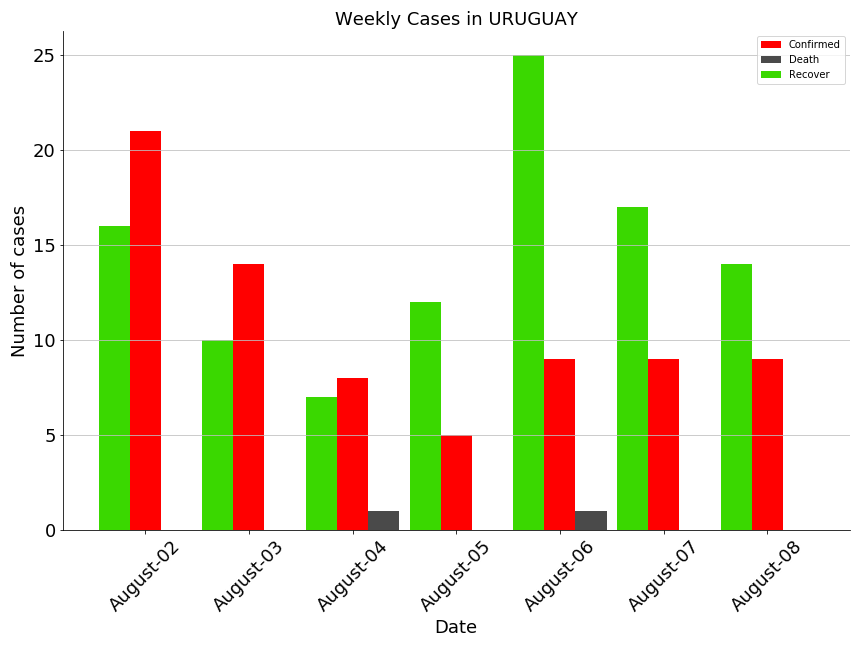 Weekly Cases in URUGUAY
Confirmed
Death
Recover
Number of cases
25
20
15
10
5
0
August-02
August-03
August-04
August-05
August-06
August-07
August-08
Date